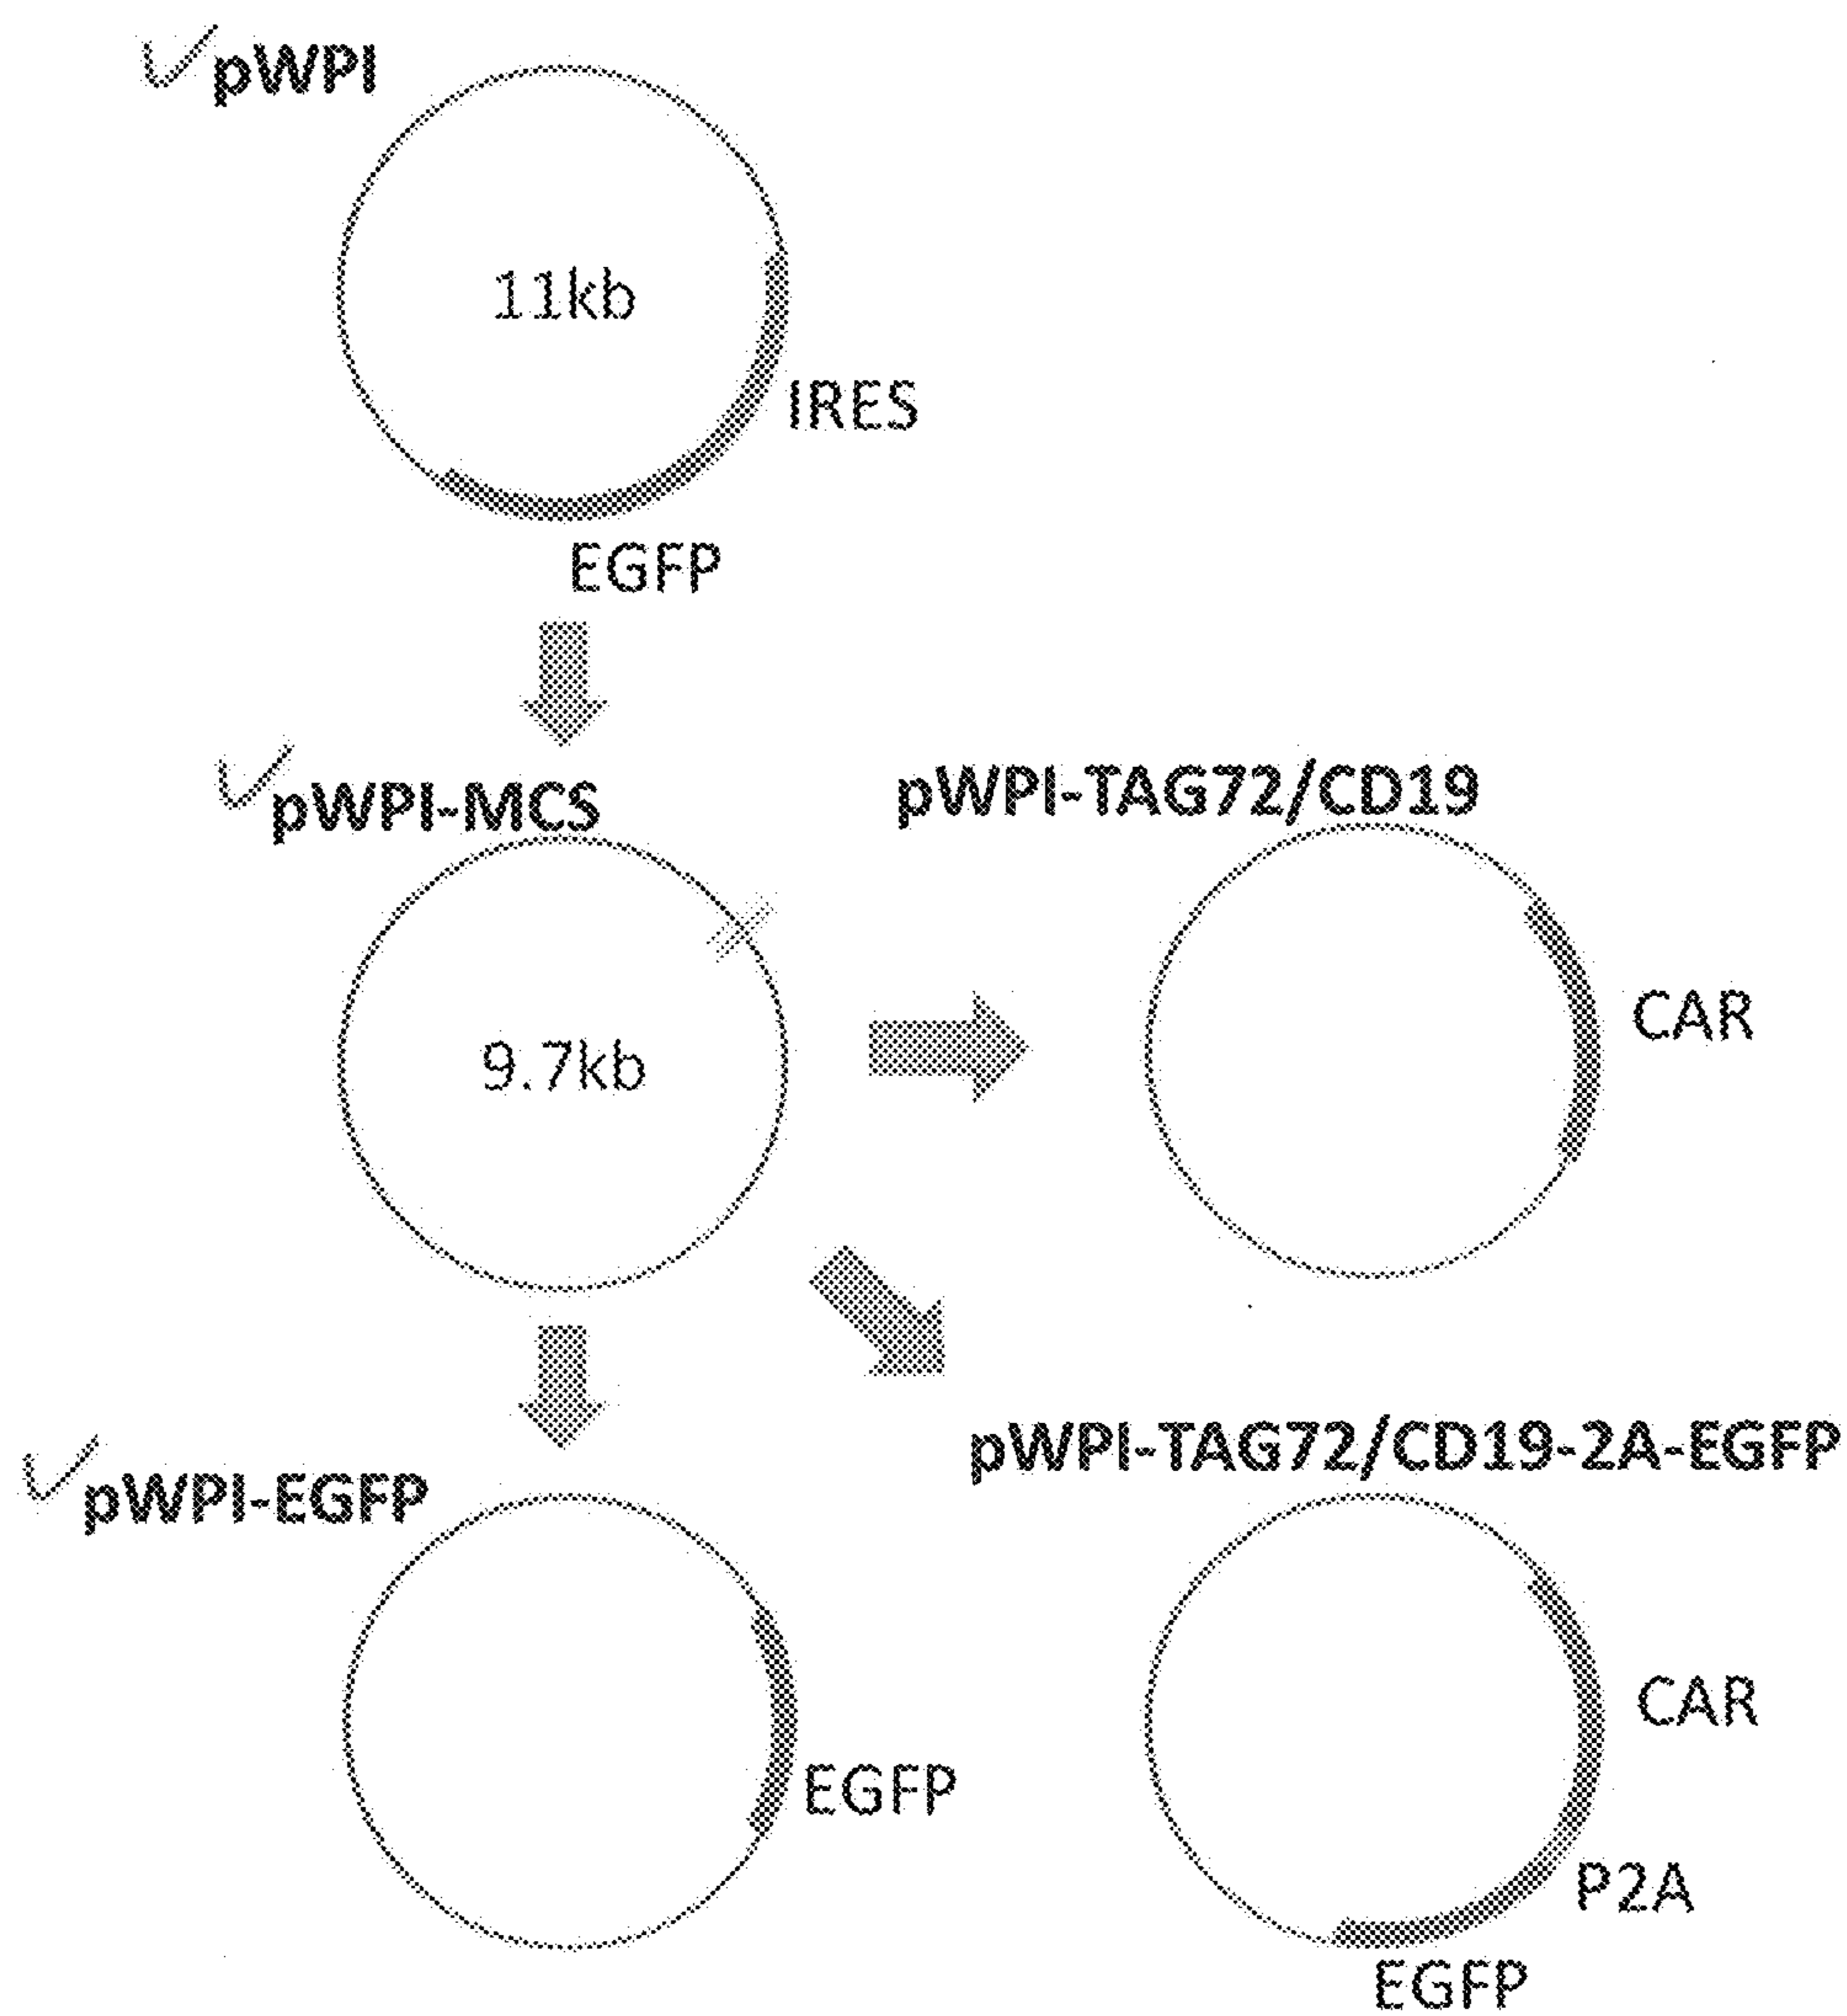 pWPI
11kb
IRES
EGFP
pWPI-MCS
9.7kb
pWPI-TAG72/CD19
CAR
pWPI-EGFP
EGFP
pWPI-TAG72/CD19-2A-EGFP
CAR
P2A
EGFP